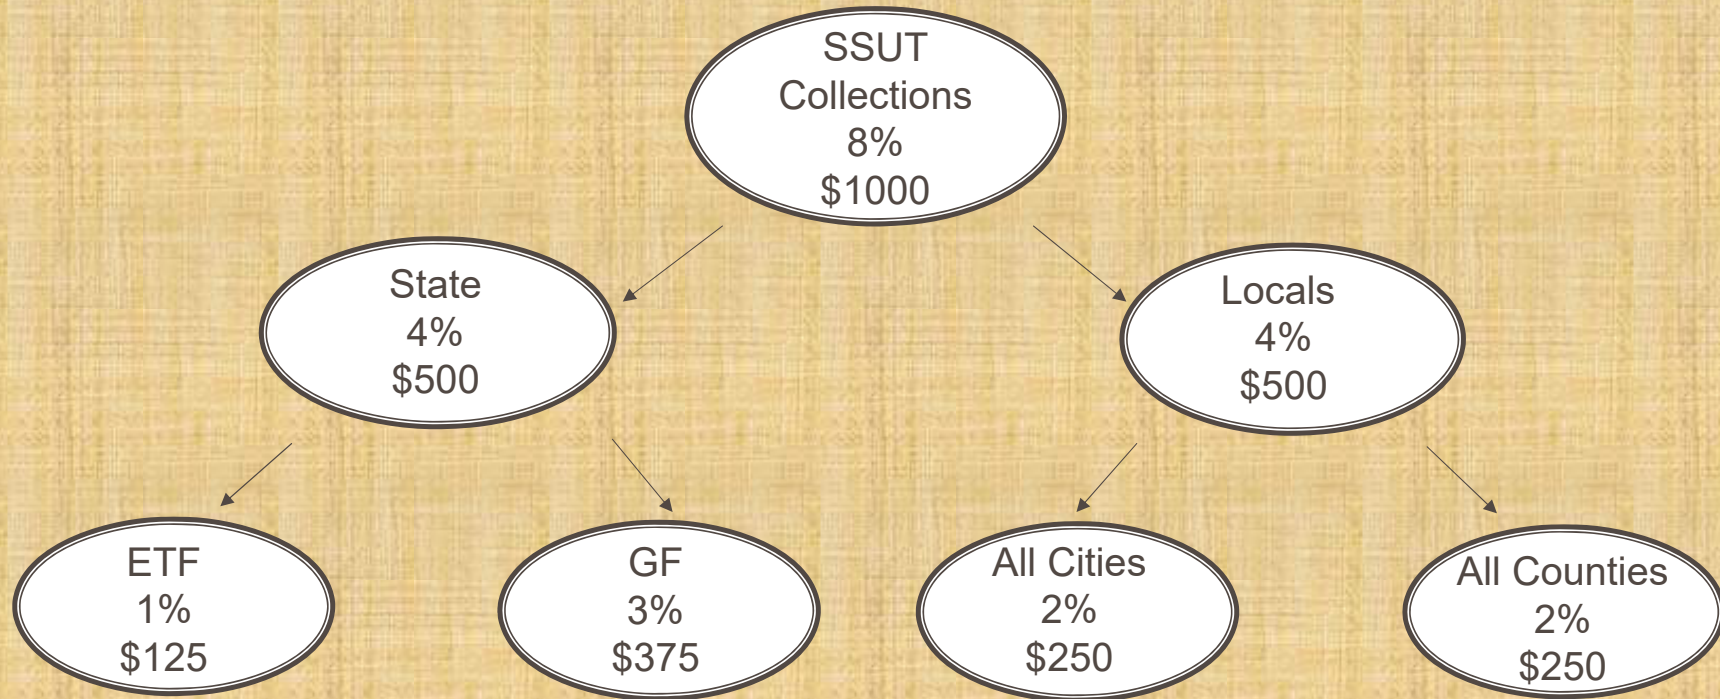 SSUT
Collections
8%
$1000
State
4%
$500
Locals
4%
$500
ETF
1%
$125
GF
3%
$375
All Cities
2%
$250
All Counties
2%
$250